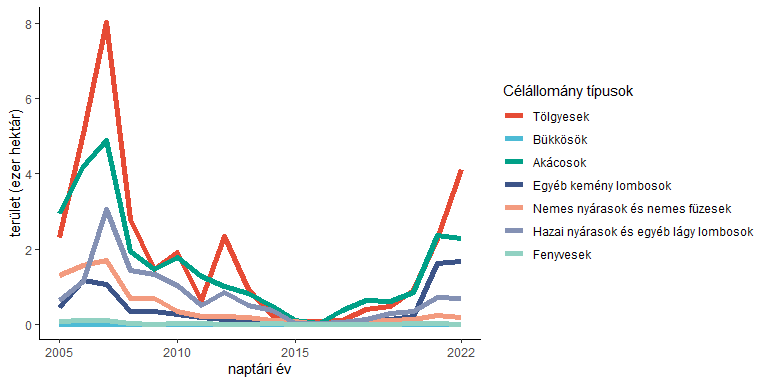 8
6
4
2
0
terület (ezer hektár)
2005
2010
2015
2022
naptári év
Célállomány típusok
Tölgyesek
Bükkösök
Akácosok
Egyéb kemény lombosok
Nemes nyárasok és nemes füzesek
Hazai nyárasok és egyéb lágy lombosok
Fenyvesek